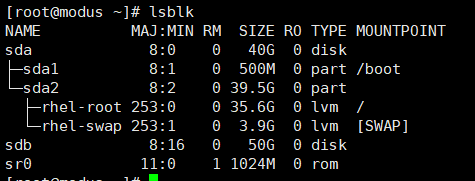 [root@modus ~]# lsblk
NAME            MAJ:MIN RM  SIZE RO TYPE MOUNTPOINT
sda               8:0    0   40G  0 disk
├─sda1            8:1    0  500M  0 part /boot
└─sda2            8:2    0 39.5G  0 part
  ├─rhel-root   253:0    0 35.6G  0 lvm  /
  └─rhel-swap   253:1    0  3.9G  0 lvm  [SWAP]
sdb               8:16   0   50G  0 disk
sr0              11:0    1 1024M  0 rom
[root@modus ~]#